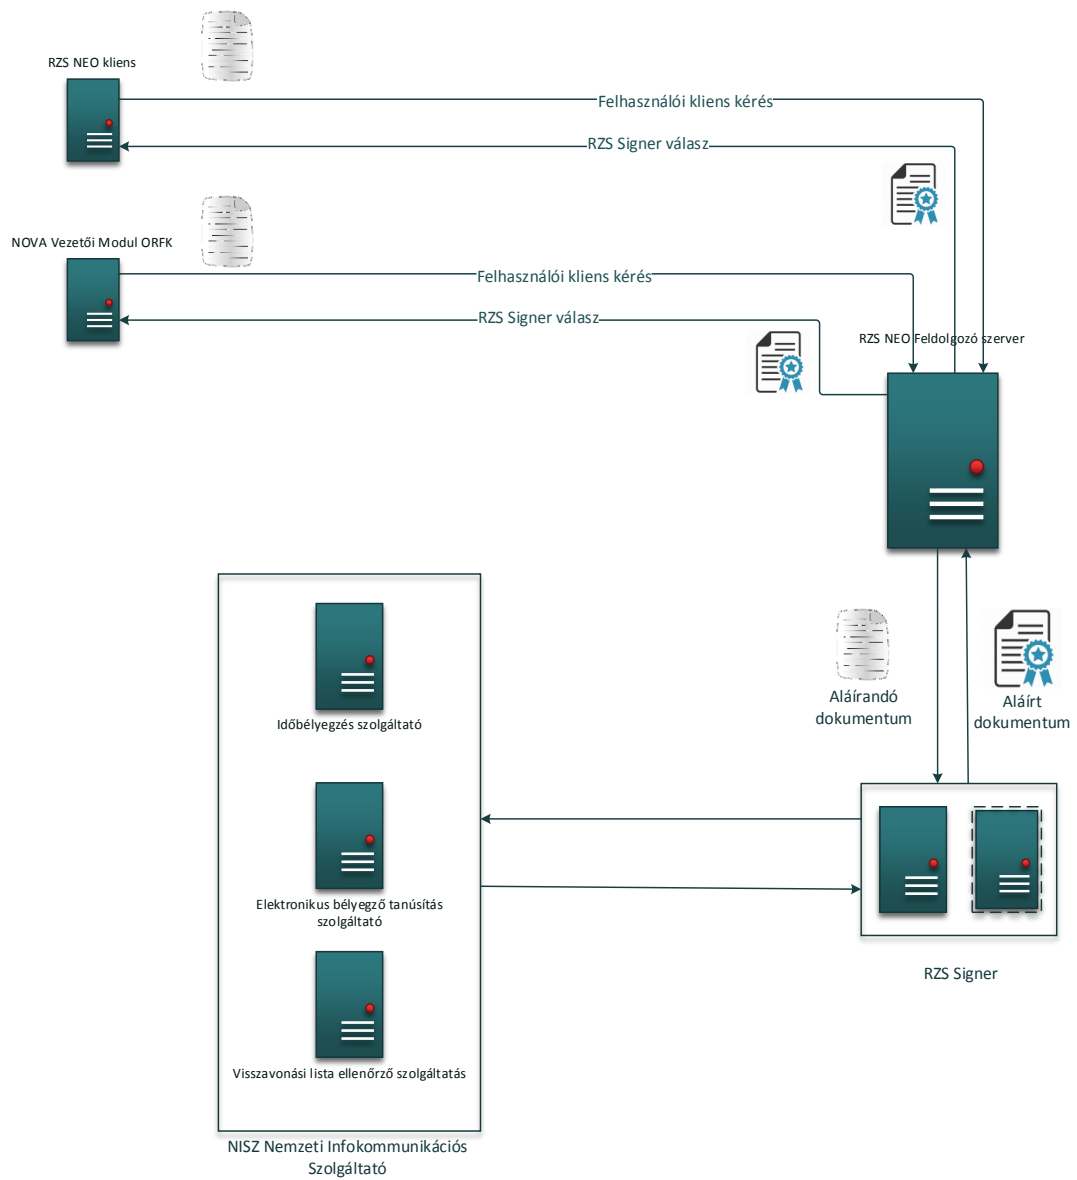 RZS NEO kliens
Felhasználói kliens kérés
RZS Signer válasz
NOVA Vezetői Modul ORFK
Felhasználói kliens kérés
RZS Signer válasz
RZS NEO Feldolgozó szerver
Aláírandó
dokumentum
Aláírt
dokumentum
Időbélyegzés szolgáltató
Elektronikus bélyegző tanúsítás
szolgáltató
RZS Signer
Visszavonási lista ellenőrző szolgáltatás
NISZ Nemzeti Infokommunikációs
Szolgáltató